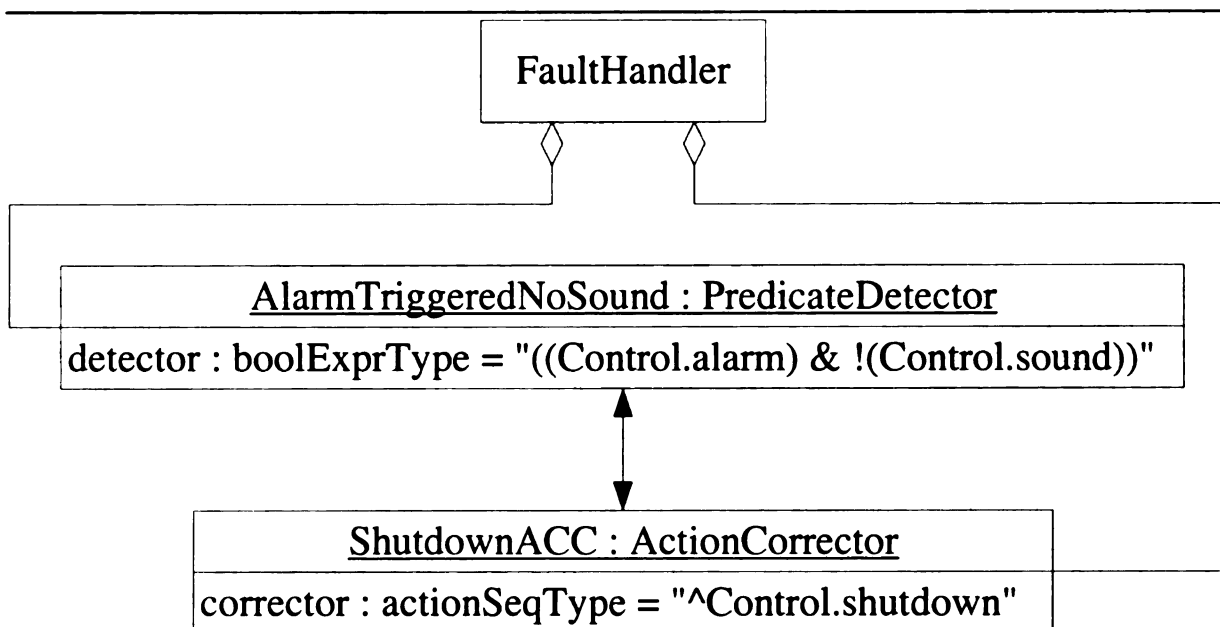 FaultHandler
AlarmTriggeredNoSound : PredicateDetector
detector : boolExprType = "((Control.alarm) & !(Control.sound))"
ShutdownACC : ActionCorrector
corrector : actionSeqType = "^Control.shutdown"